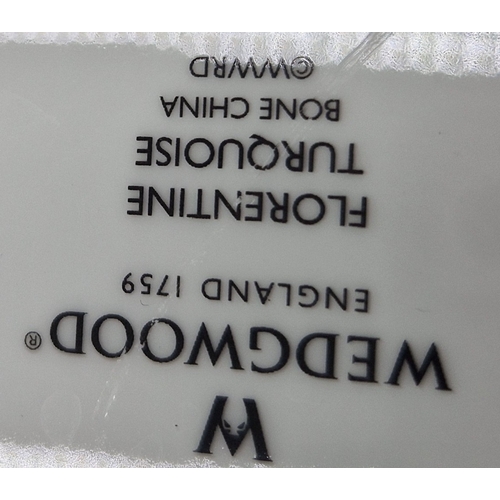 W
WEDGWOOD®
ENGLAND 1759
FLORENTINE
TURQUOISE
BONE CHINA
©WWRD